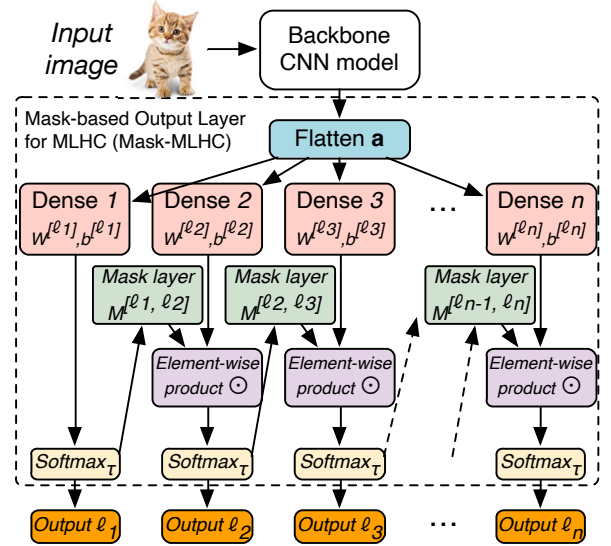 Input
image
Backbone
CNN model
Mask-based Output Layer
for MLHC (Mask-MLHC)
Flatten a
Dense 1
W[ℓ1],b[ℓ1]
Dense 2
W[ℓ2],b[ℓ2]
Dense 3
W[ℓ3],b[ℓ3]
...
Dense n
W[ℓn],b[ℓn]
Mask layer
M[ℓ1, ℓ2]
Mask layer
M[ℓ2, ℓ3]
Mask layer
M[ℓn-1, ℓn]
Element-wise
product ⊙
Element-wise
product ⊙
Element-wise
product ⊙
Softmaxτ
Softmaxτ
Softmaxτ
Softmaxτ
Output ℓ1
Output ℓ2
Output ℓ3
...
Output ℓn